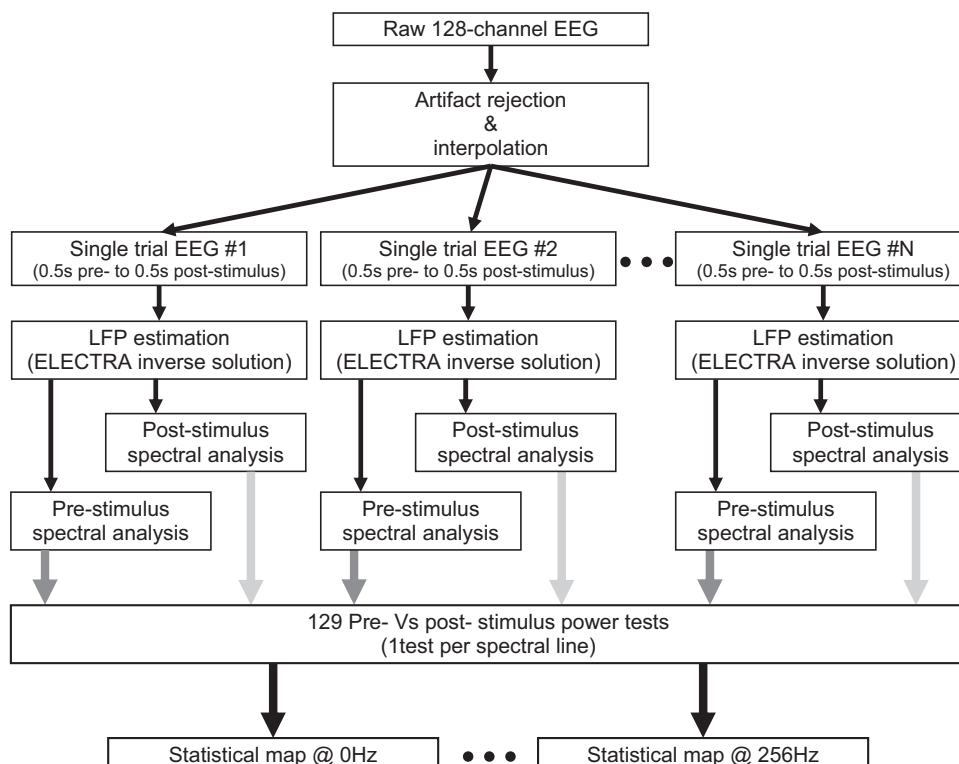 Raw 128-channel EEG
Artifact rejection
&
interpolation
Single trial EEG #1
(0.5s pre- to 0.5s post-stimulus)
Single trial EEG #2
(0.5s pre- to 0.5s post-stimulus)
Single trial EEG #N
(0.5s pre- to 0.5s post-stimulus)
LFP estimation
(ELECTRA inverse solution)
LFP estimation
(ELECTRA inverse solution)
LFP estimation
(ELECTRA inverse solution)
Post-stimulus
spectral analysis
Post-stimulus
spectral analysis
Post-stimulus
spectral analysis
Pre-stimulus
spectral analysis
Pre-stimulus
spectral analysis
Pre-stimulus
spectral analysis
129 Pre- Vs post- stimulus power tests
(1test per spectral line)
Statistical map @ 0Hz
Statistical map @ 256Hz